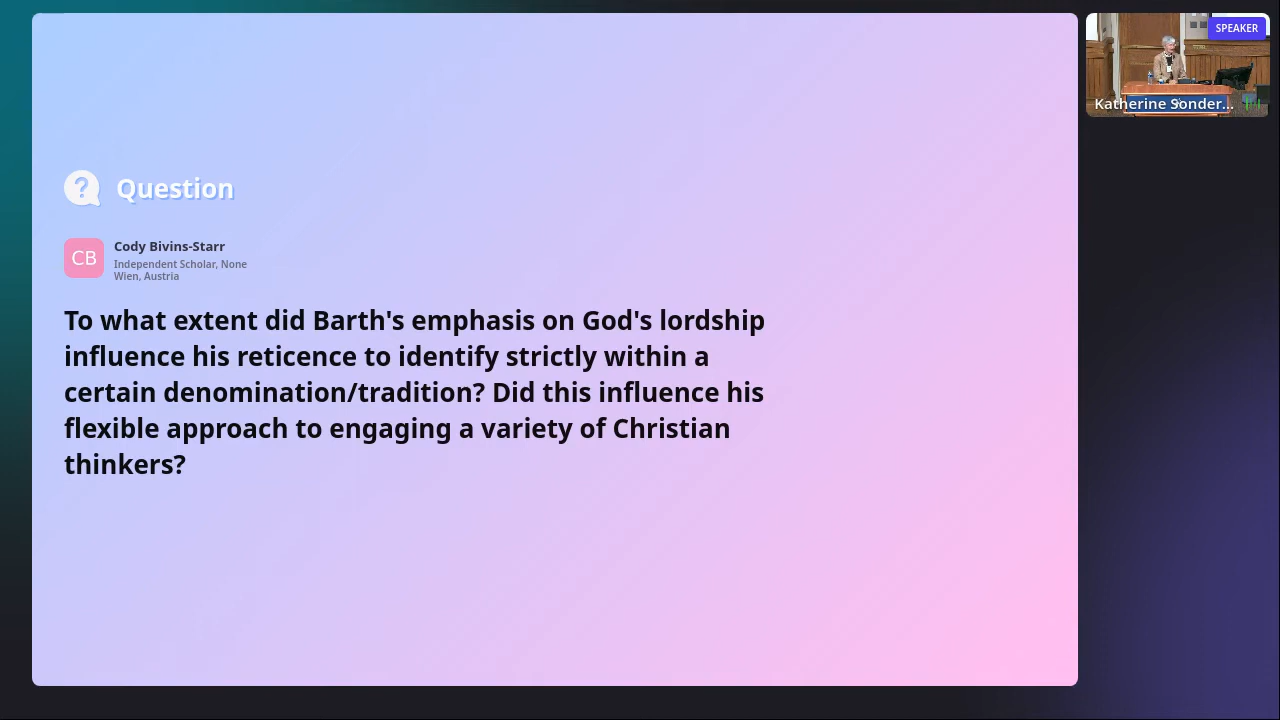 SPEAKER
Katherine Sonder...
Question
CB
Cody Bivins-Starr
Independent Scholar, None
Wien, Austria
To what extent did Barth's emphasis on God's lordship
influence his reticence to identify strictly within a
certain denomination/tradition? Did this influence his
flexible approach to engaging a variety of Christian
thinkers?